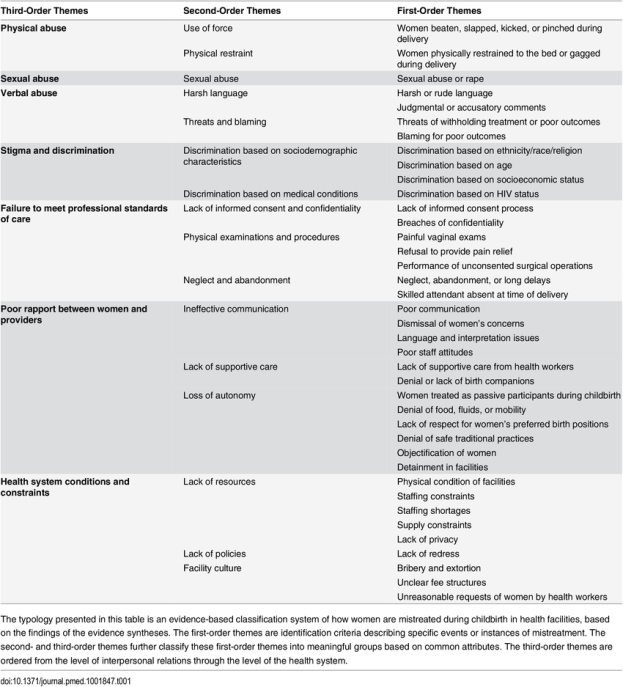 Third-Order Themes Second-Order Themes First-Order Themes
Physical abuse Use of force Women beaten, slapped, kicked, or pinched during
delivery
Physical restraint Women physically restrained to the bed or gagged
during delivery
Sexual abuse Sexual abuse Sexual abuse or rape
Verbal abuse Harsh language Harsh or rude language
Judgmental or accusatory comments
Threats and blaming Threats of withholding treatment or poor outcomes
Blaming for poor outcomes
Stigma and discrimination Discrimination based on sociodemographic Discrimination based on ethnicity/race/religion
characteristics
Discrimination based on age
Discrimination based on socioeconomic status
Discrimination based on medical conditions Discrimination based on HIV status
Failure to meet professional standards Lack of informed consent and confidentiality Lack of informed consent process
of care
Breaches of confidentiality
Physical examinations and procedures Painful vaginal exams
Refusal to provide pain relief
Performance of unconsented surgical operations
Neglect and abandonment Neglect, abandonment, or long delays
Skilled attendant absent at time of delivery
Poor rapport between women and Ineffective communication Poor communication
providers
Dismissal of women's concerns
Language and interpretation issues
Poor staff attitudes
Lack of supportive care Lack of supportive care from health workers
Denial or lack of birth companions
Loss of autonomy Women treated as passive participants during childbirth
Denial of food, fluids, or mobility
Lack of respect for women's preferred birth positions
Denial of safe traditional practices
Objectification of women
Detainment in facilities
Health system conditions and Lack of resources Physical condition of facilities
constraints
Staffing constraints
Staffing shortages
Supply constraints
Lack of privacy
Lack of policies Lack of redress
Facility culture Bribery and extortion
Unclear fee structures
Unreasonable requests of women by health workers
The typology presented in this table is an evidence-based classification system of how women are mistreated during childbirth in health facilities, based
on the findings of the evidence syntheses. The first-order themes are identification criteria describing specific events or instances of mistreatment. The
second- and third-order themes further classify these first-order themes into meaningful groups based on common attributes. The third-order themes are
ordered from the level of interpersonal relations through the level of the health system.
doi:10.1371/journal.pmed.1001847.t001